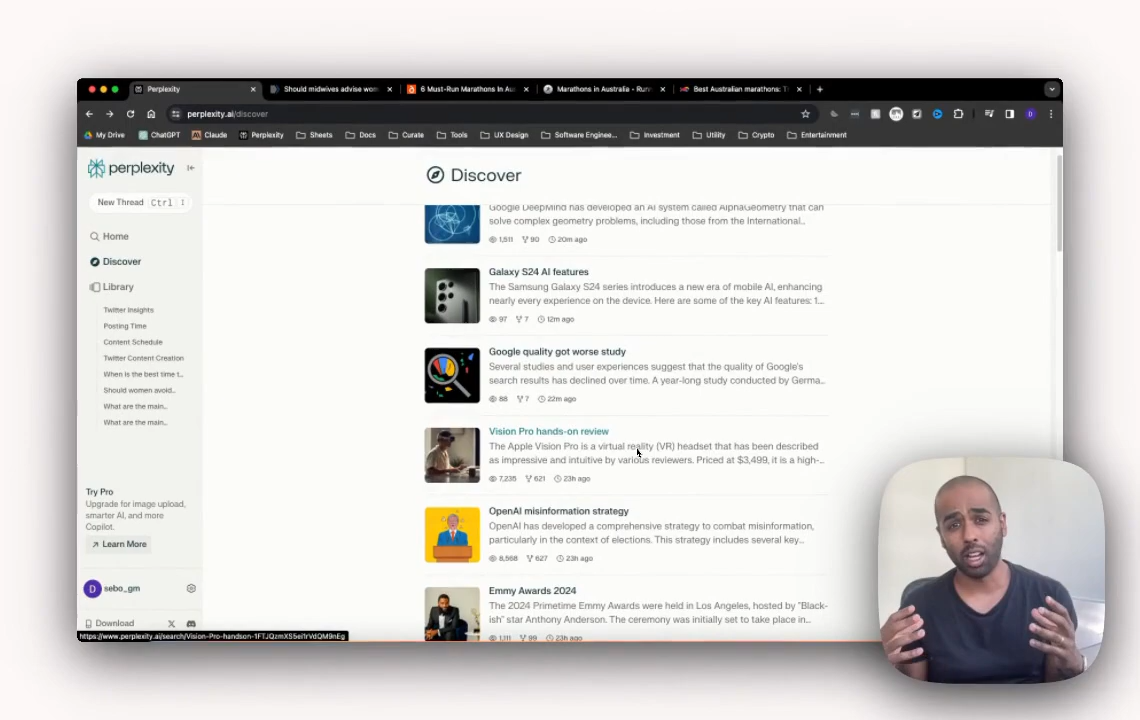 Perplexity
Should midwives advise wom
6 Must-Run Marathons In Aus
Marathons in Australia - Runn
Best Australian marathons: T
perplexity.ai/discover
My Drive
ChatGPT
Claude
Perplexity
Sheets
Docs
Curate
Tools
UX Design
Software Enginee...
Investment
Utility
Crypto
Entertainment
perplexity
New Thread Ctrl I
Home
Discover
Library
Twitter Insights
Posting Time
Content Schedule
Twitter Content Creation
When is the best time t...
Should women avoid...
What are the main...
What are the main...
Try Pro
Upgrade for image upload,
smarter AI, and more
Copilot.
Learn More
D sebo_gm
Download
Discover
Google DeepMind has developed an AI system called AlphaGeometry that can
solve complex geometry problems, including those from the International...
1,511 90 20m ago
Galaxy S24 AI features
The Samsung Galaxy S24 series introduces a new era of mobile AI, enhancing
nearly every experience on the device. Here are some of the key AI features: 1...
97 7 12m ago
Google quality got worse study
Several studies and user experiences suggest that the quality of Google's
search results has declined over time. A year-long study conducted by Germa...
88 7 22m ago
Vision Pro hands-on review
The Apple Vision Pro is a virtual reality (VR) headset that has been described
as impressive and intuitive by various reviewers. Priced at $3,499, it is a high-...
7,235 621 23h ago
OpenAI misinformation strategy
OpenAI has developed a comprehensive strategy to combat misinformation,
particularly in the context of elections. This strategy includes several key...
8,568 627 23h ago
Emmy Awards 2024
The 2024 Primetime Emmy Awards were held in Los Angeles, hosted by "Black-
ish" star Anthony Anderson. The ceremony was initially set to take place in...
1,111 99 23h ago